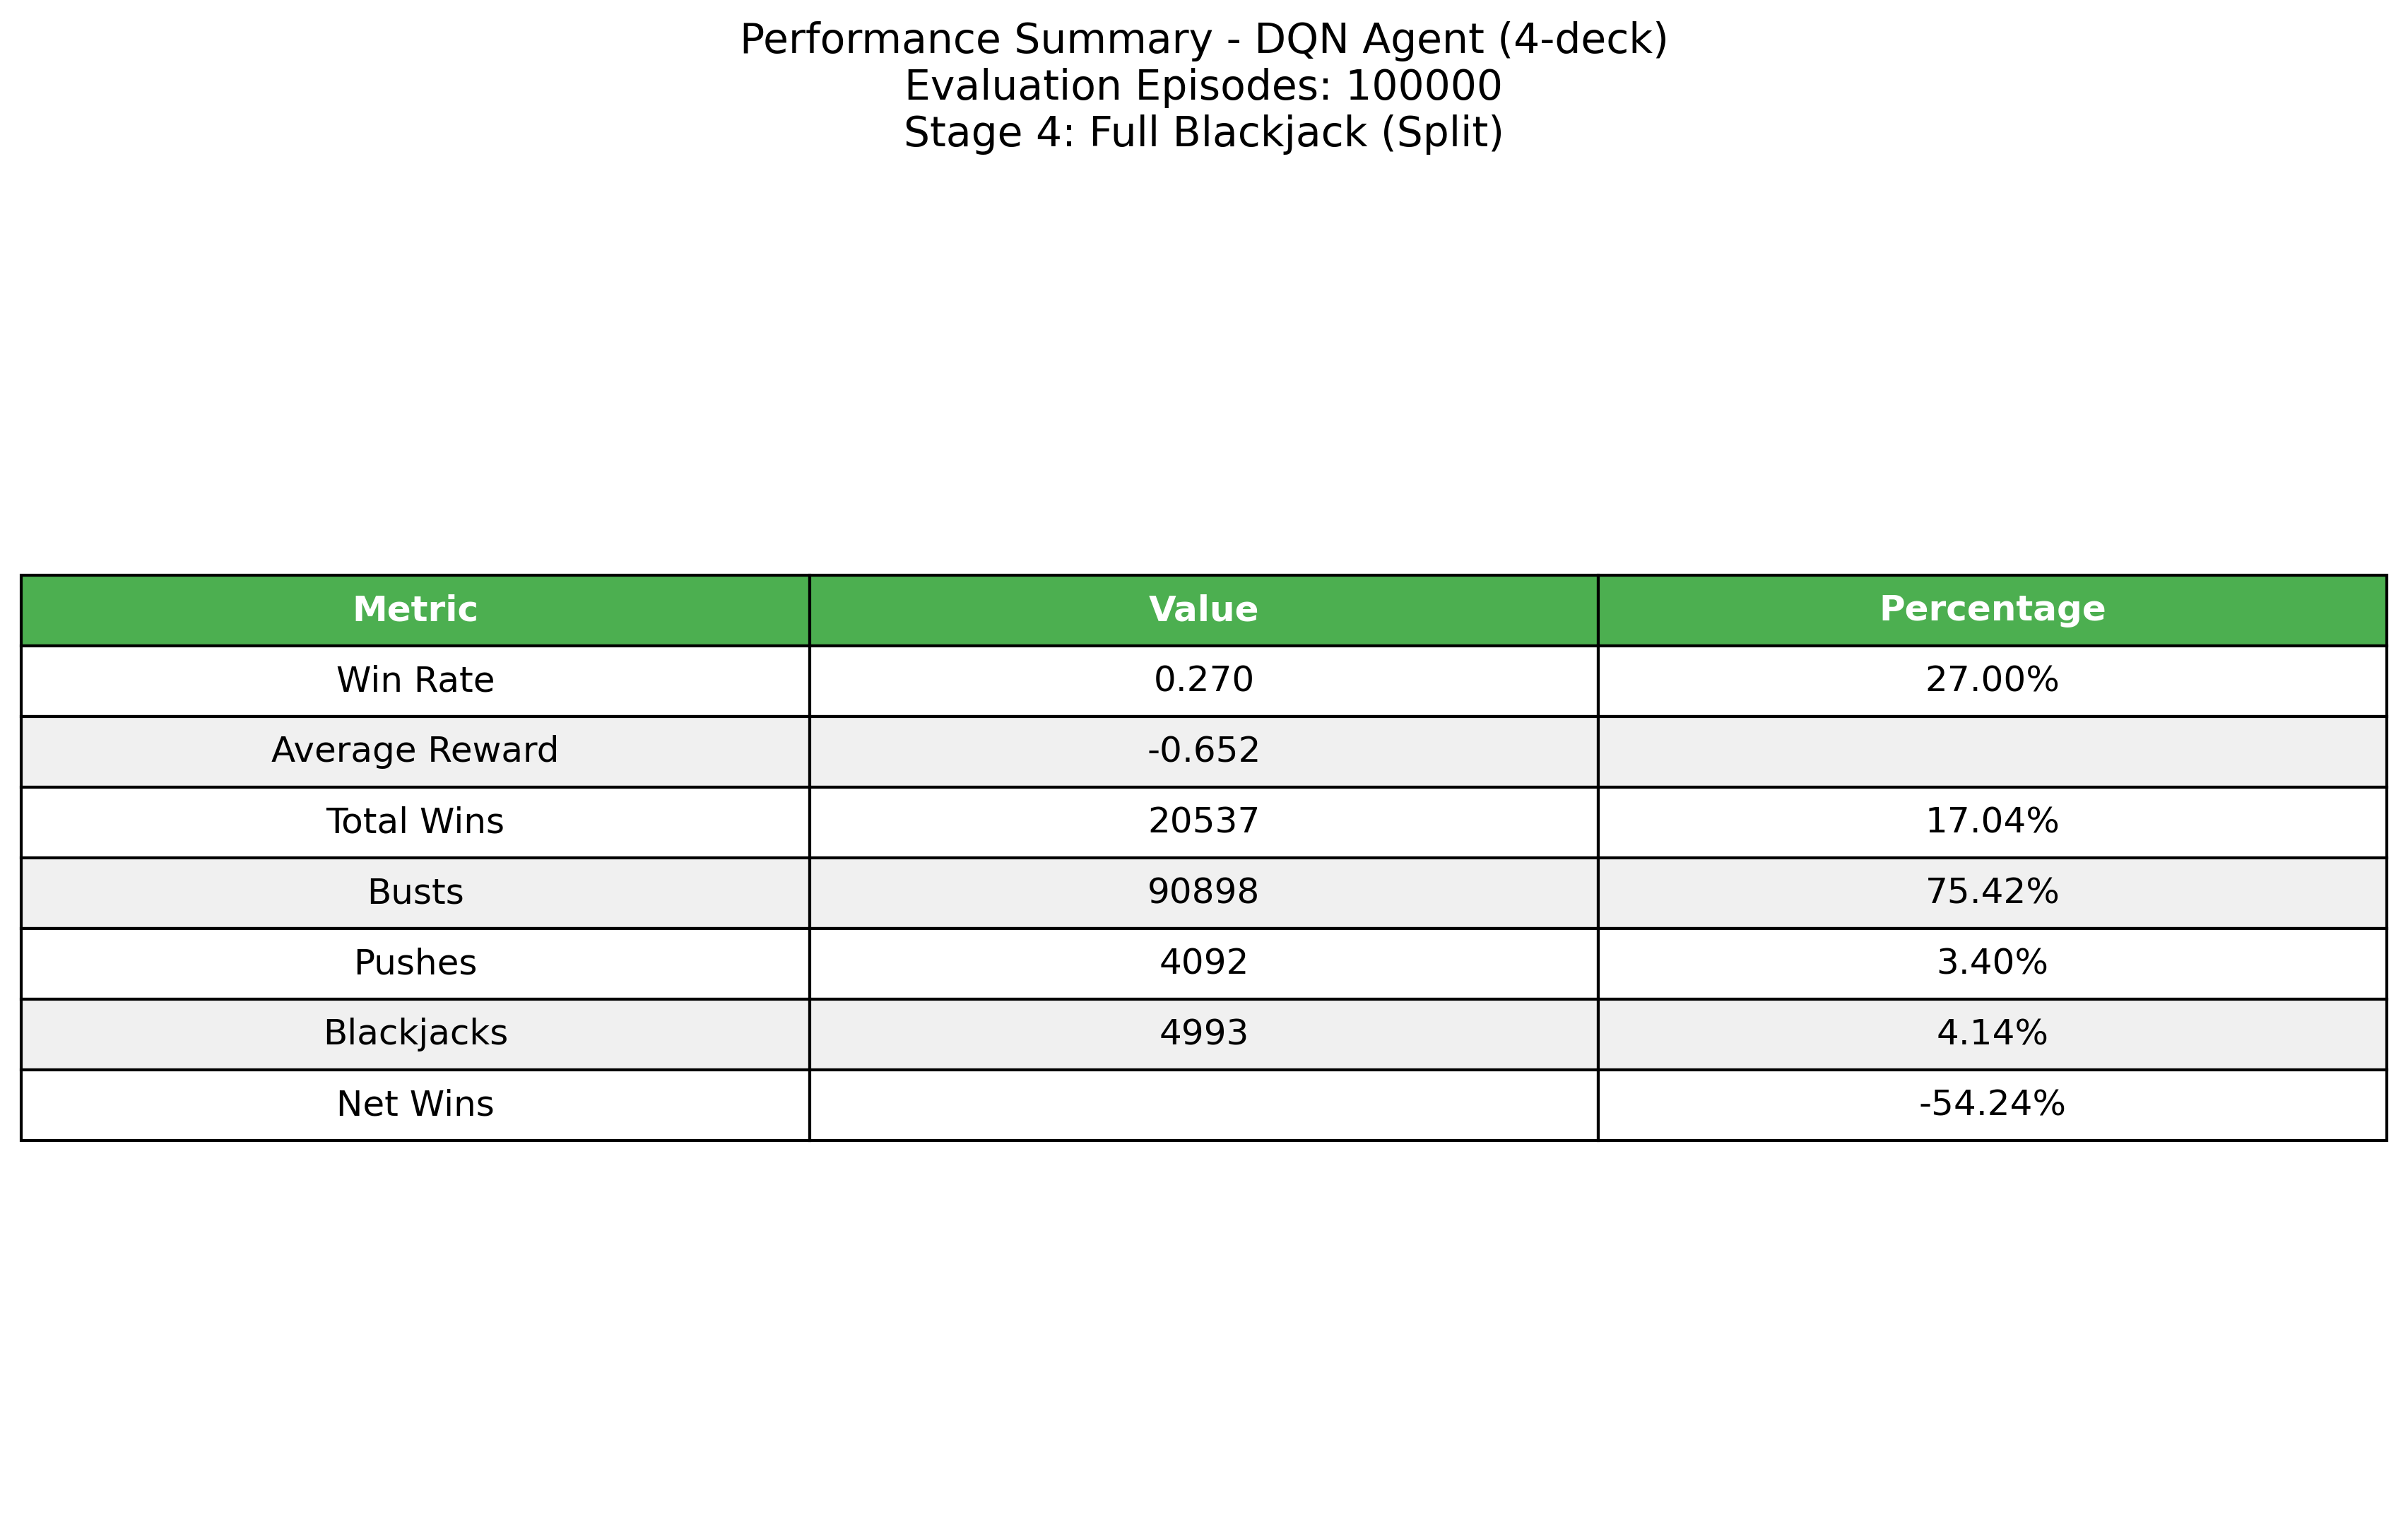 Performance Summary - DQN Agent (4-deck)
Evaluation Episodes: 100000
Stage 4: Full Blackjack (Split)
Metric Value Percentage
Win Rate 0.270 27.00%
Average Reward -0.652
Total Wins 20537 17.04%
Busts 90898 75.42%
Pushes 4092 3.40%
Blackjacks 4993 4.14%
Net Wins -54.24%